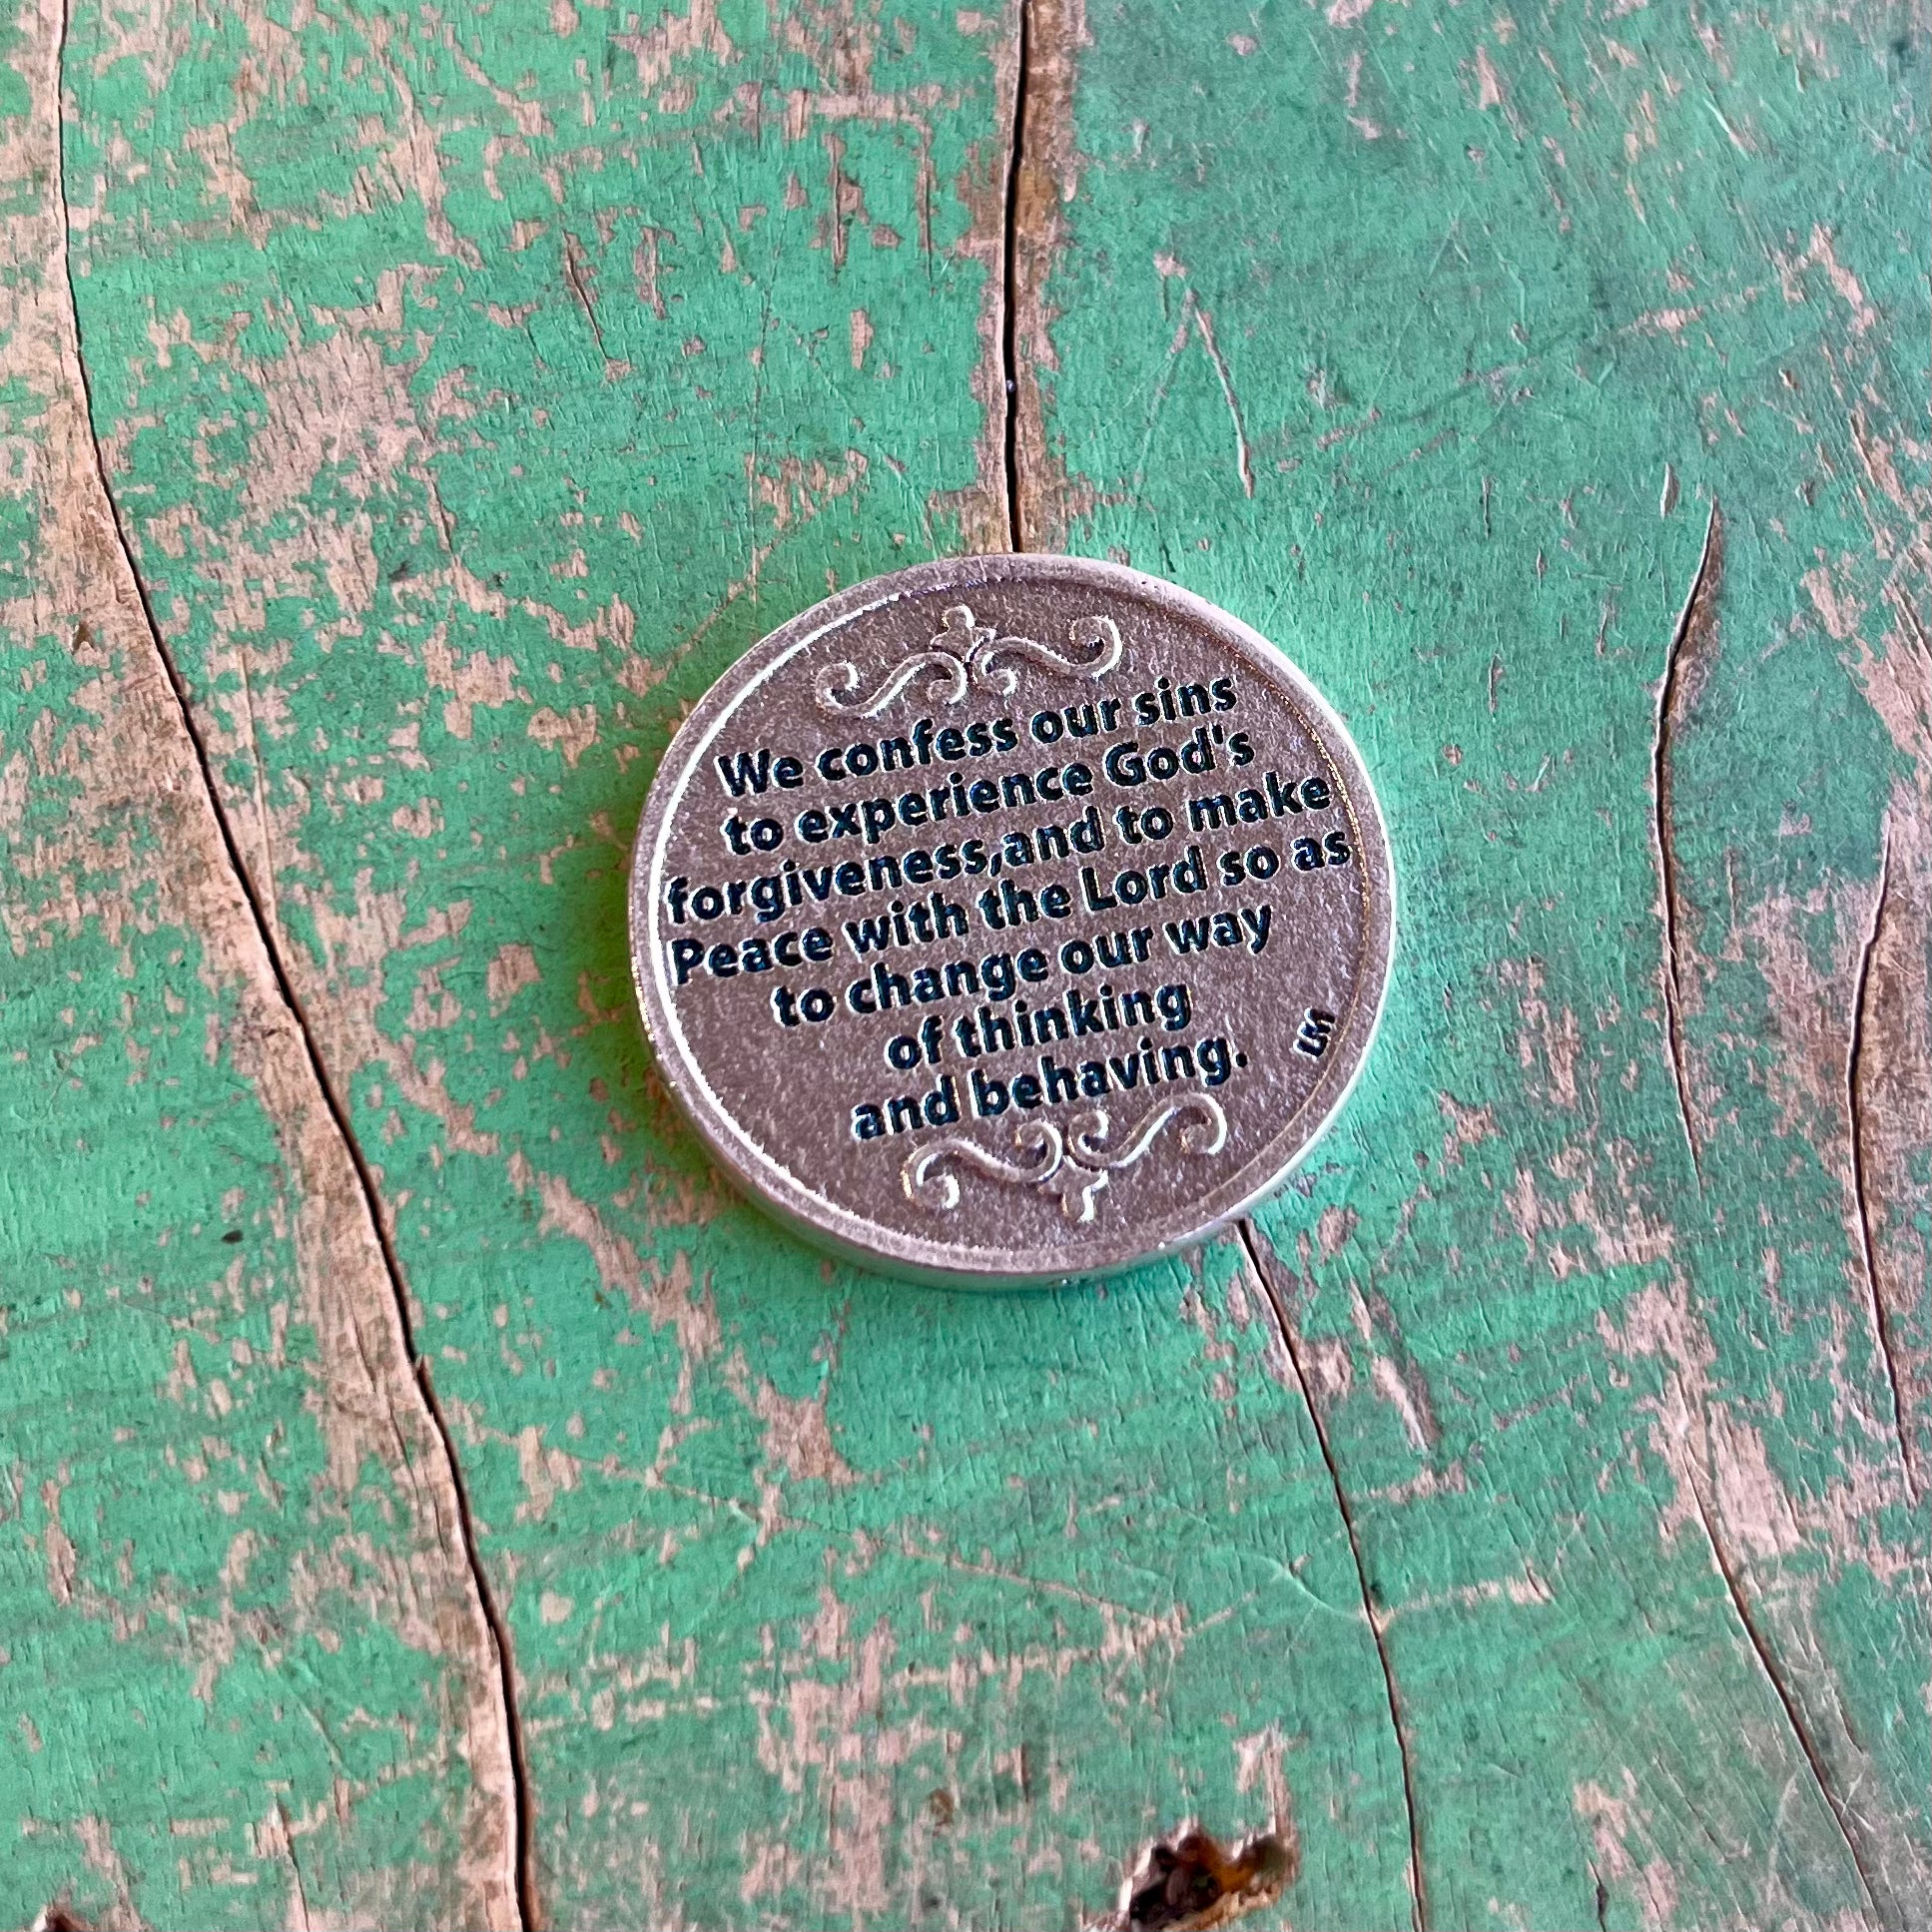 We confess our sins
to experience God's
forgiveness,and to make
Peace with the Lord so as
to change our way
of thinking
and behaving.
LM